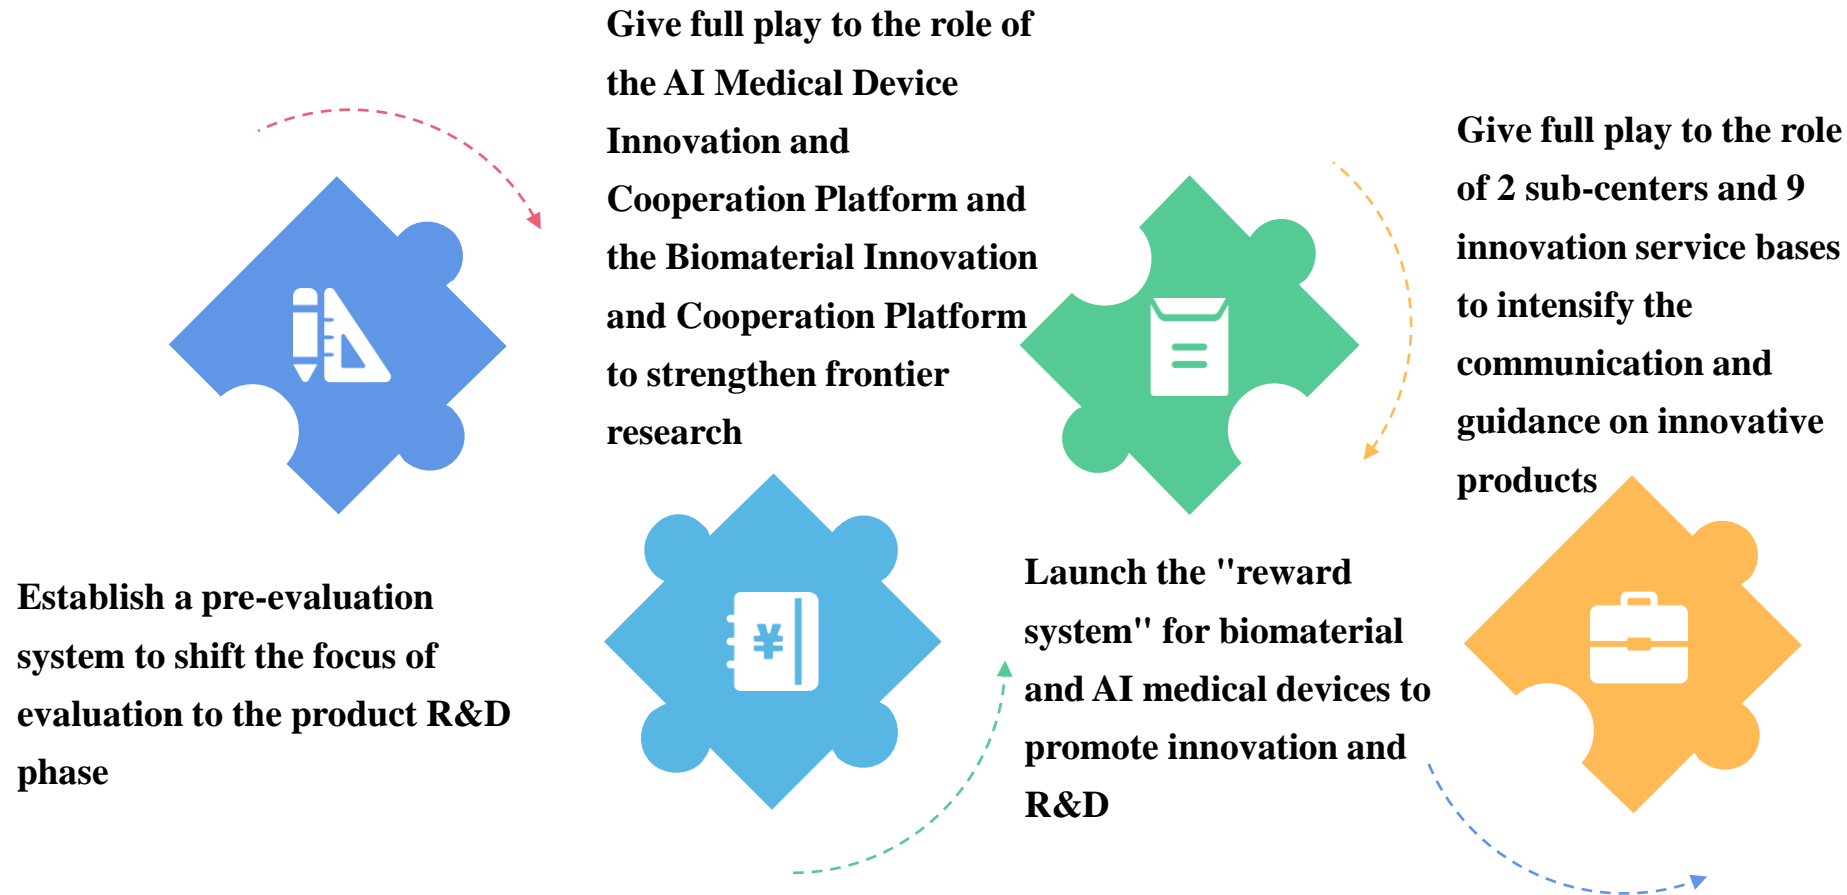 Establish a pre-evaluation
system to shift the focus of
evaluation to the product R&D
phase
Give full play to the role of
the AI Medical Device
Innovation and
Cooperation Platform and
the Biomaterial Innovation
and Cooperation Platform
to strengthen frontier
research
¥
Launch the "reward
system" for biomaterial
and AI medical devices to
promote innovation and
R&D
Give full play to the role
of 2 sub-centers and 9
innovation service bases
to intensify the
communication and
guidance on innovative
products